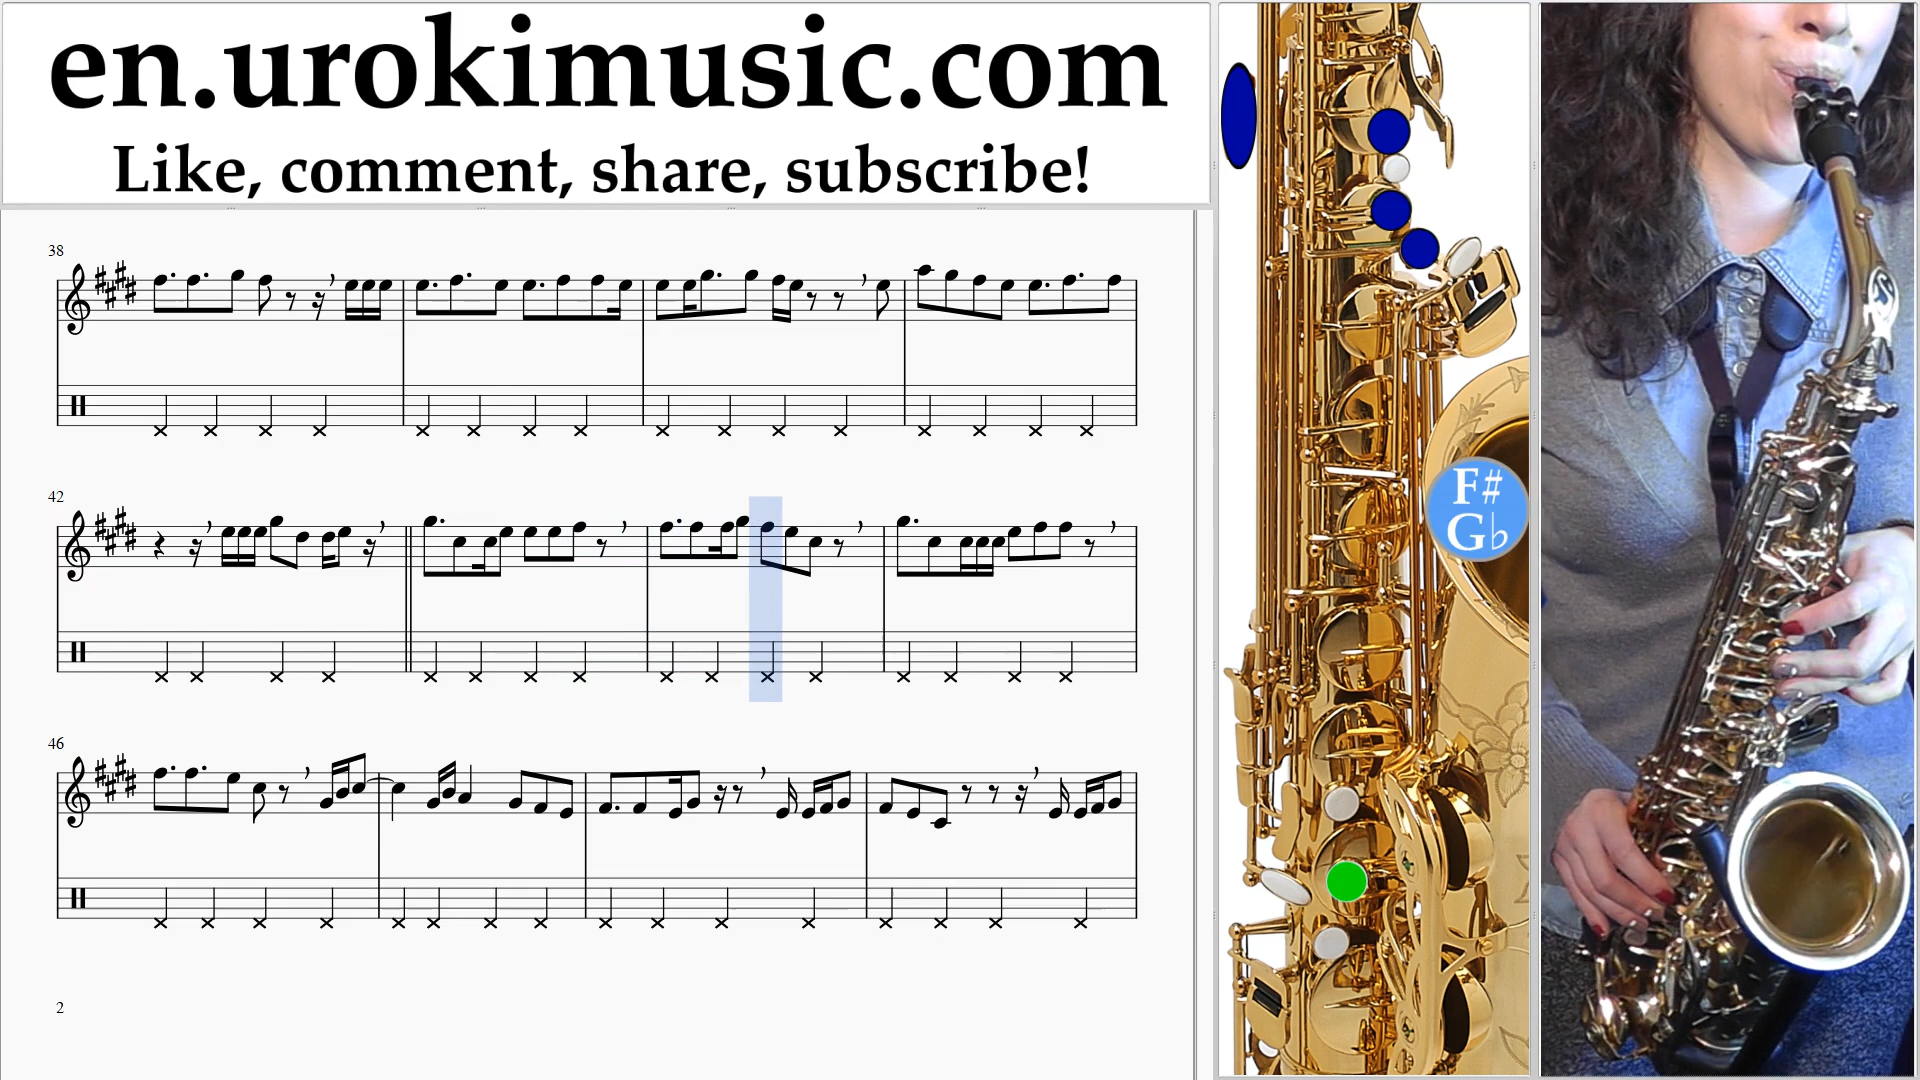 en.urokimusic.com
Like, comment, share, subscribe!
38
42
46
2
F#
G♭